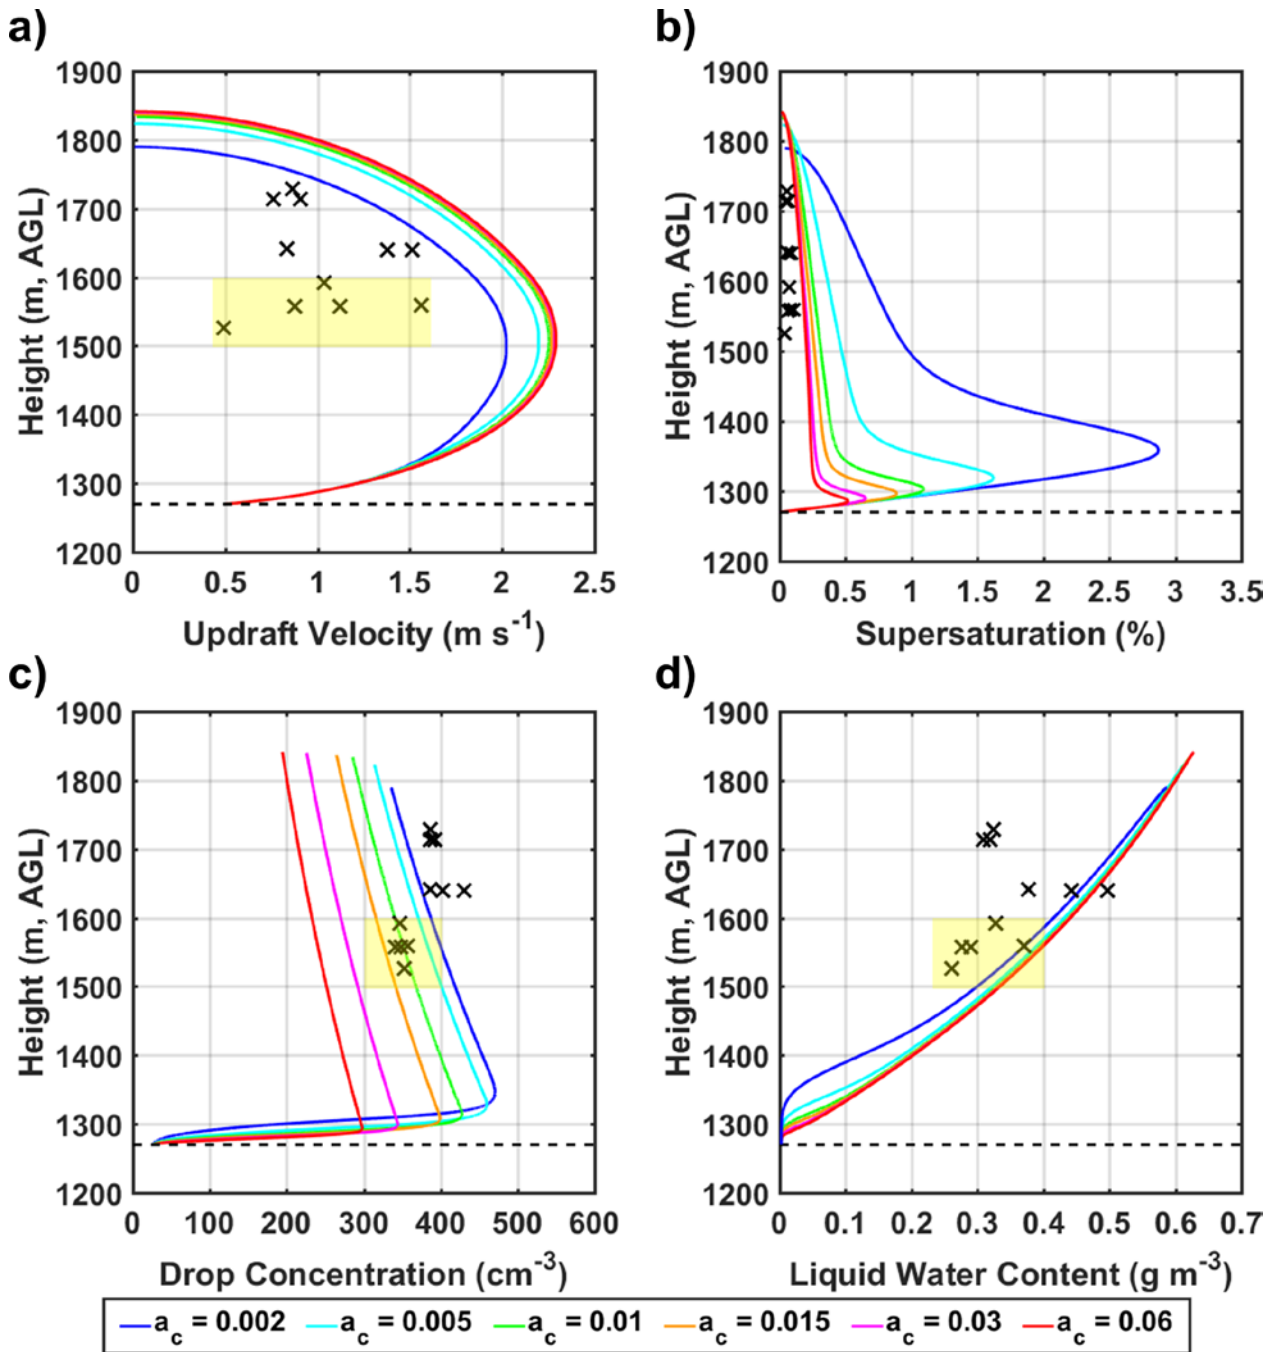 a)
1900
1800
1700
1600
1500
1400
1300
1200
Height (m, AGL)
0 0.5 1 1.5 2 2.5
Updraft Velocity (m s-1)
b)
1900
1800
1700
1600
1500
1400
1300
1200
Height (m, AGL)
0 0.5 1 1.5 2 2.5 3 3.5
Supersaturation (%)
c)
1900
1800
1700
1600
1500
1400
1300
1200
Height (m, AGL)
0 100 200 300 400 500 600
Drop Concentration (cm-3)
d)
1900
1800
1700
1600
1500
1400
1300
1200
Height (m, AGL)
0 0.1 0.2 0.3 0.4 0.5 0.6 0.7
Liquid Water Content (g m-3)
ac = 0.002 ac = 0.005 ac = 0.01 ac = 0.015 ac = 0.03 ac = 0.06